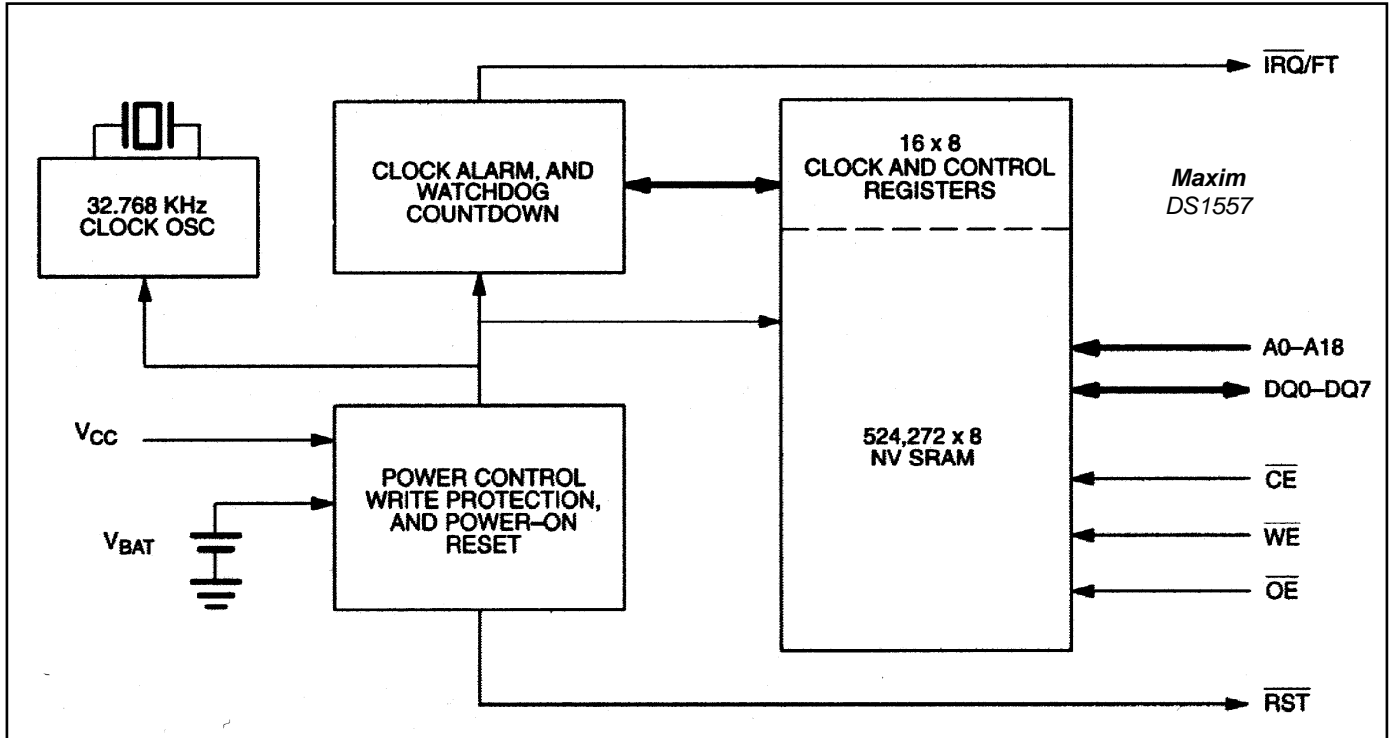 IRQ/FT
16 x 8
CLOCK AND CONTROL
REGISTERS
CLOCK ALARM, AND
WATCHDOG
COUNTDOWN
32.768 KHz
CLOCK OSC
Maxim
DS1557
A0–A18
DQ0–DQ7
VCC
524,272 x 8
NV SRAM
POWER CONTROL
WRITE PROTECTION,
AND POWER–ON
RESET
CE
VBAT
WE
OE
RST